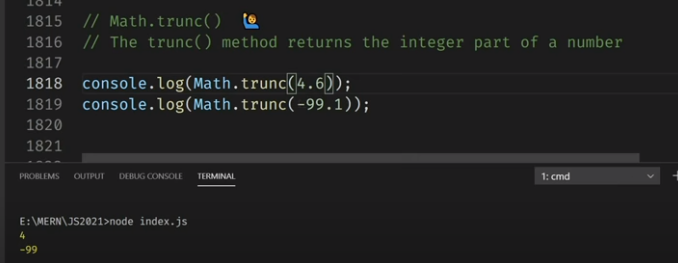 1814
1815 // Math.trunc() 🙋
1816 // The trunc() method returns the integer part of a number
1817
1818 console.log(Math.trunc(4.6));
1819 console.log(Math.trunc(-99.1));
1820
1821
PROBLEMS OUTPUT DEBUG CONSOLE TERMINAL 1: cmd
E:\MERN\JS2021>node index.js
4
-99